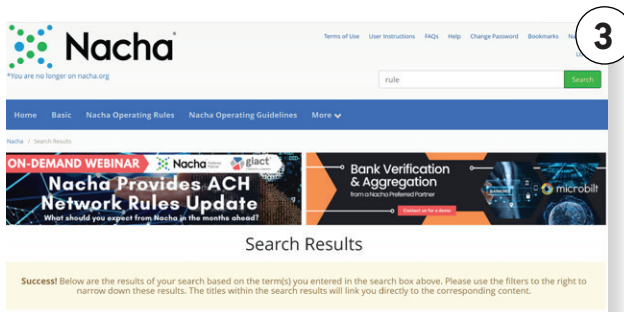 3
Nacha
Terms of Use User Instructions FAQs Help Change Password Bookmarks
*You are no longer on nacha.org
rule Search
Home Basic Nacha Operating Rules Nacha Operating Guidelines More
Nacha / Search Results
ON-DEMAND WEBINAR Nacha giact
Nacha Provides ACH
Network Rules Update
What should you expect from Nacha in the months ahead?
Bank Verification
& Aggregation
from a Nacha Preferred Partner
Contact us for a demo
microbilt
Search Results
Success! Below are the results of your search based on the term(s) you entered in the search box above. Please use the filters to the right to
narrow down these results. The titles within the search results will link you directly to the corresponding content.